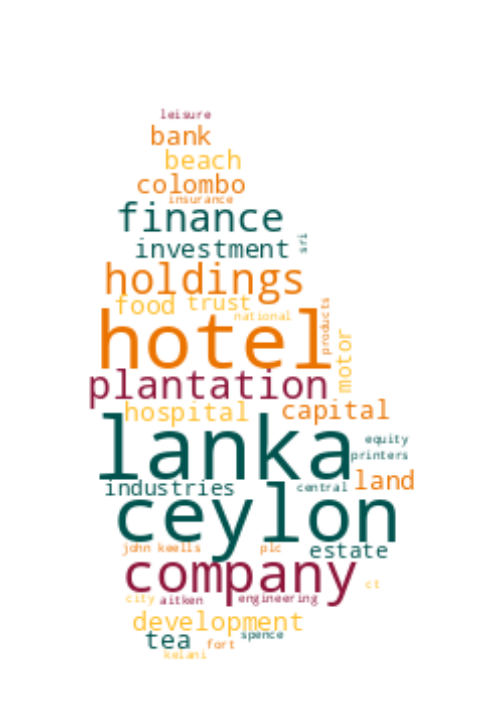 leisure
bank
beach
colombo
insurance
finance
investment
sri
holdings
food trust
national
products
hotel
motor
plantation
hospital capital
lanka
equity
printers
land
industries central
ceylon
john keells plc
estate
company
ct
city aitken engineering
development
tea fort spence
kelani